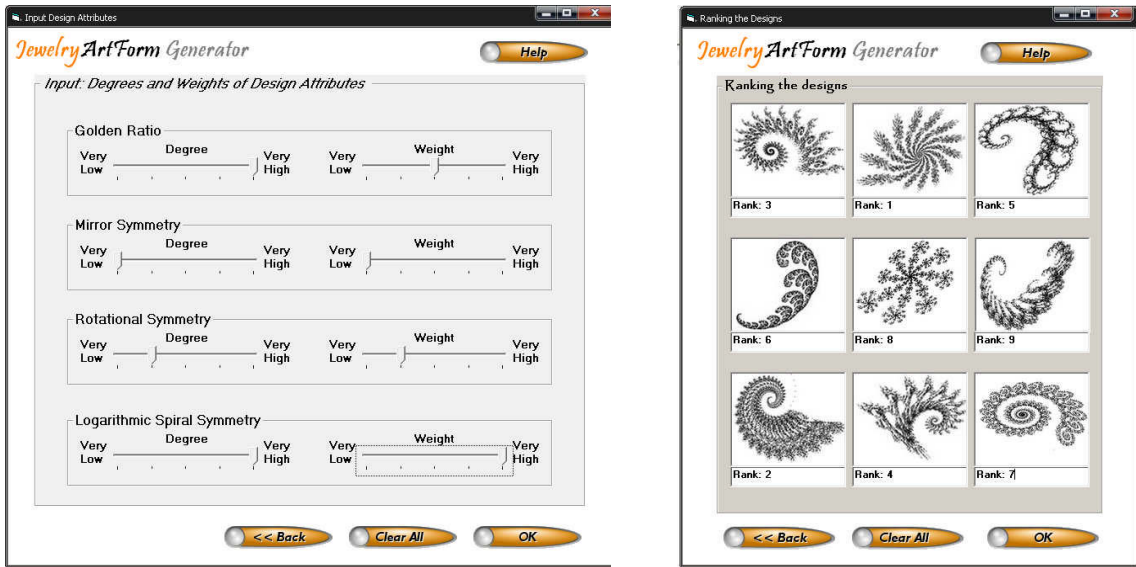 Input Design Attributes
Jewelry ArtForm Generator
Help
Input: Degrees and Weights of Design Attributes
Golden Ratio
Very Low Degree Very High Very Low Weight Very High
Mirror Symmetry
Very Low Degree Very High Very Low Weight Very High
Rotational Symmetry
Very Low Degree Very High Very Low Weight Very High
Logarithmic Spiral Symmetry
Very Low Degree Very High Very Low Weight Very High
<< Back Clear All OK
Ranking the Designs
Jewelry ArtForm Generator
Help
Ranking the designs
Rank: 3 Rank: 1 Rank: 5
Rank: 6 Rank: 8 Rank: 9
Rank: 2 Rank: 4 Rank: 7
<< Back Clear All OK